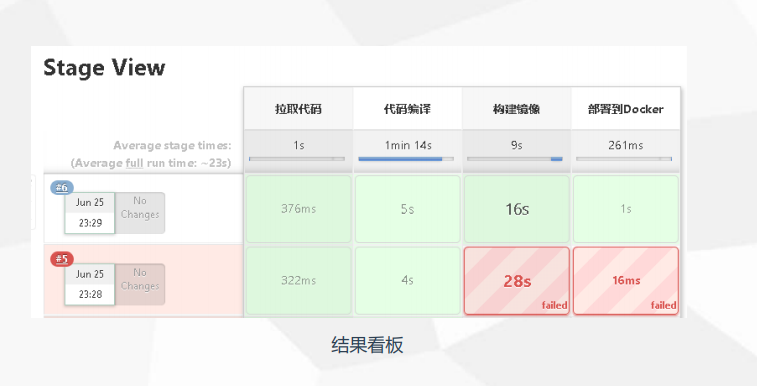 Stage View
拉取代码 代码编译 构建镜像 部署到Docker
Average stage times: 1s 1min 14s 9s 261ms
(Average full run time: ~23s)
#6
Jun 25 No
23:29 Changes
376ms 5s 16s 1s
#5
Jun 25 No
23:28 Changes
322ms 4s 28s 16ms
failed failed
结果看板